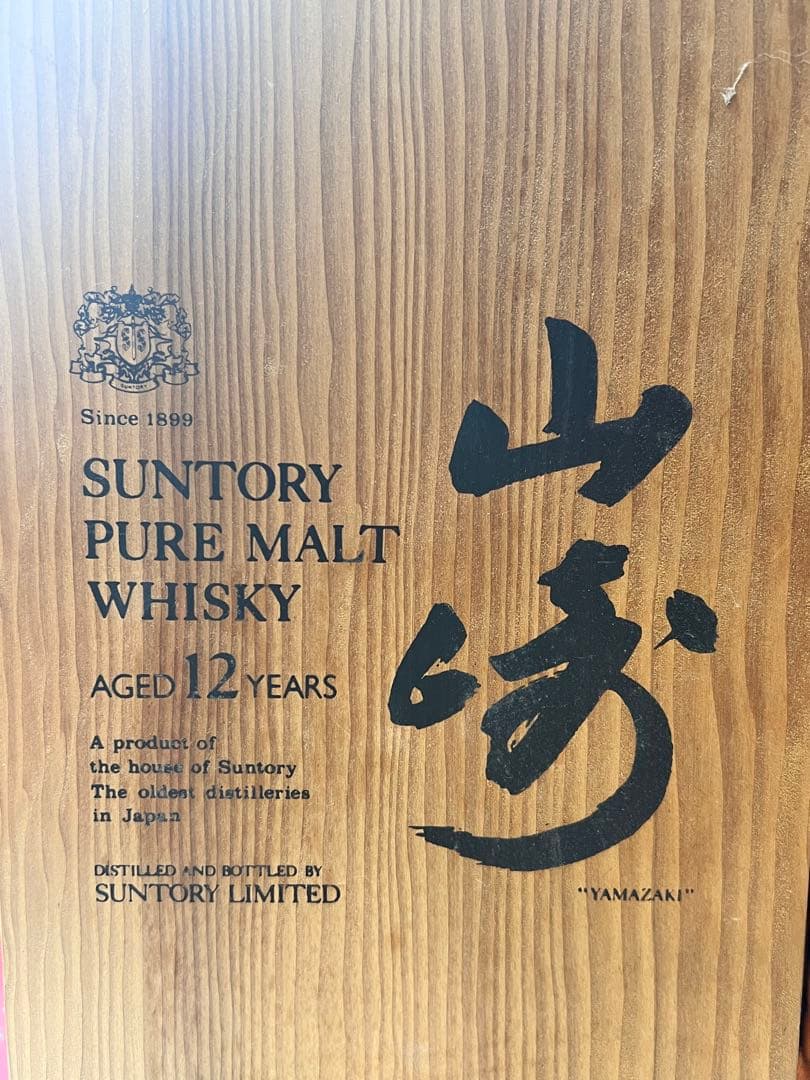 SUNTORY
Since 1899
SUNTORY
PURE MALT
WHISKY
AGED 12 YEARS
A product of
the house of Suntory
The oldest distilleries
in Japan
DISTILLED AND BOTTLED BY
SUNTORY LIMITED
山崎
"YAMAZAKI"